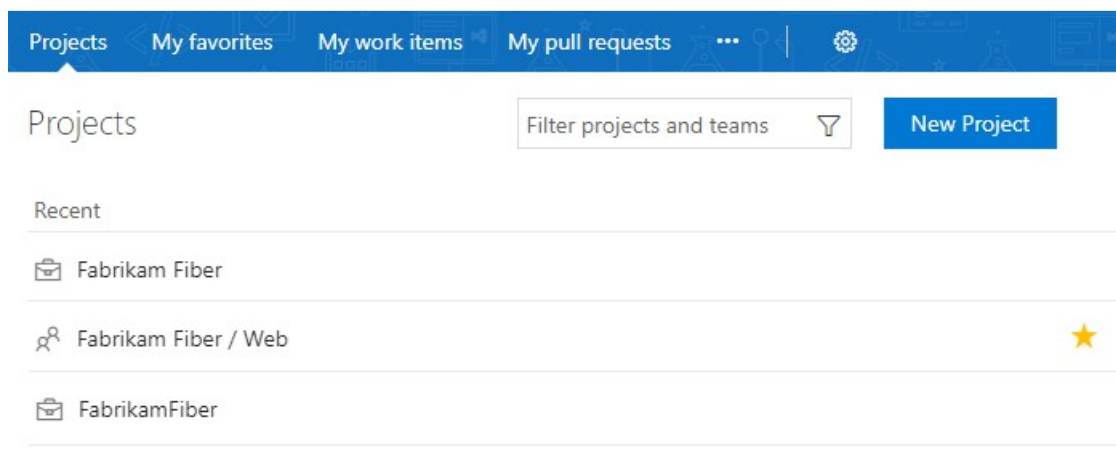 Projects My favorites My work items My pull requests ...
Projects Filter projects and teams New Project
Recent
Fabrikam Fiber
Fabrikam Fiber / Web
FabrikamFiber